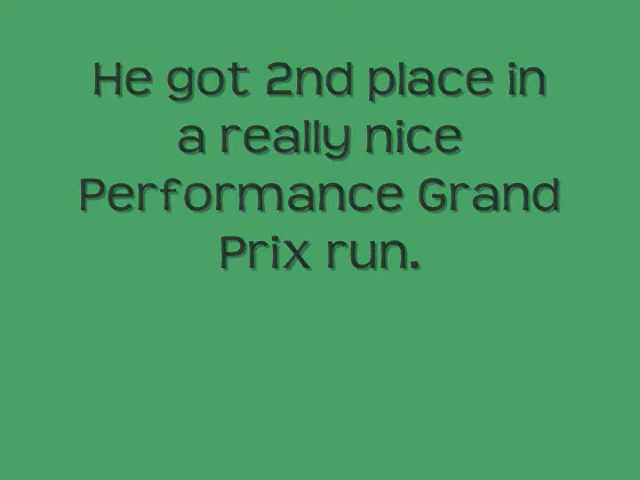 He got 2nd place in
a really nice
Performance Grand
Prix run.